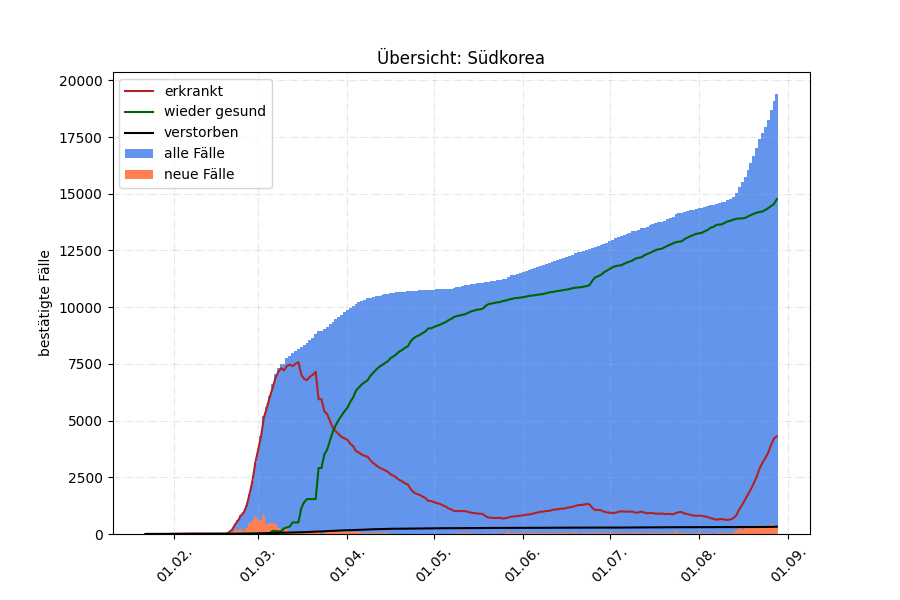 Übersicht: Südkorea
bestätigte Fälle
20000
17500
15000
12500
10000
7500
5000
2500
0
erkrankt
wieder gesund
verstorben
alle Fälle
neue Fälle
01.02.
01.03.
01.04.
01.05.
01.06.
01.07.
01.08.
01.09.